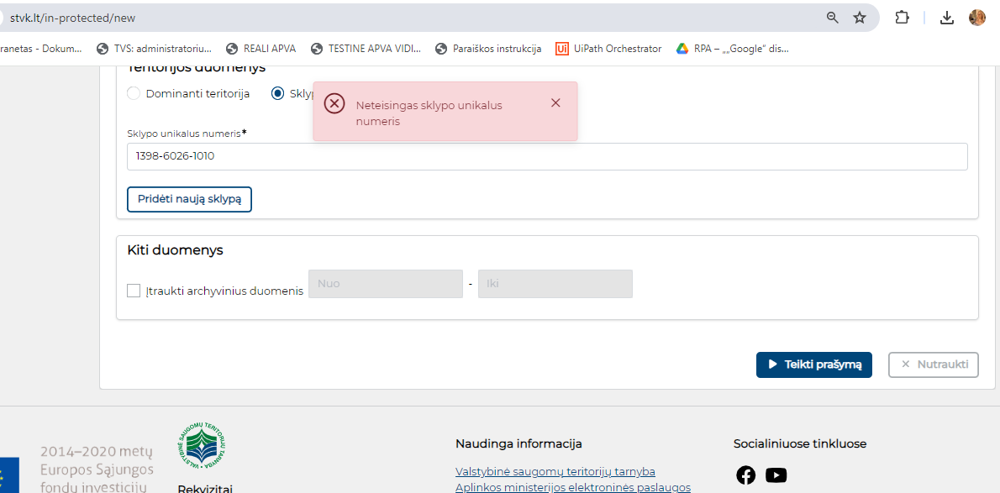 stvk.lt/in-protected/new
ranetas - Dokum... TVS: administratoriu... REALI APVA TESTINE APVA VIDI... Paraiškos instrukcija UiPath Orchestrator RPA – „„Google“ dis...
Teritorijos duomenys
Dominanti teritorija
Neteisingas sklypo unikalus
numeris
Sklypo unikalus numeris*
1398-6026-1010
Pridėti naują sklypą
Kiti duomenys
Įtraukti archyvinius duomenis Nuo - Iki
Teikti prašymą Nutraukti
2014–2020 metų
Europos Sąjungos
fondų investicijų
VALSTYBINĖ SAUGOMŲ TERITORIJŲ TARNYBA
Rekvizitai
Naudinga informacija
Valstybinė saugomų teritorijų tarnyba
Aplinkos ministerijos elektroninės paslaugos
Socialiniuose tinkluose